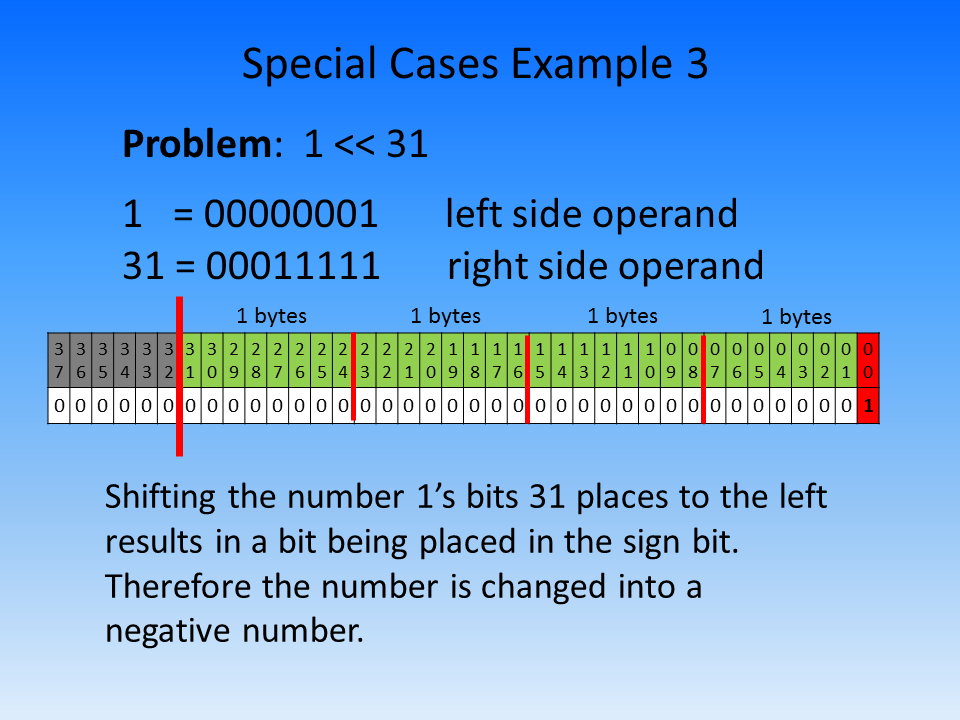 Special Cases Example 3
Problem: 1 << 31
1 = 00000001 left side operand
31 = 00011111 right side operand
1 bytes 1 bytes 1 bytes 1 bytes
37 36 35 34 33 32 31 30 29 28 27 26 25 24 23 22 21 20 19 18 17 16 15 14 13 12 11 10 09 08 07 06 05 04 03 02 01 00
0 0 0 0 0 0 0 0 0 0 0 0 0 0 0 0 0 0 0 0 0 0 0 0 0 0 0 0 0 0 0 0 0 0 0 0 0 1
Shifting the number 1’s bits 31 places to the left
results in a bit being placed in the sign bit.
Therefore the number is changed into a
negative number.